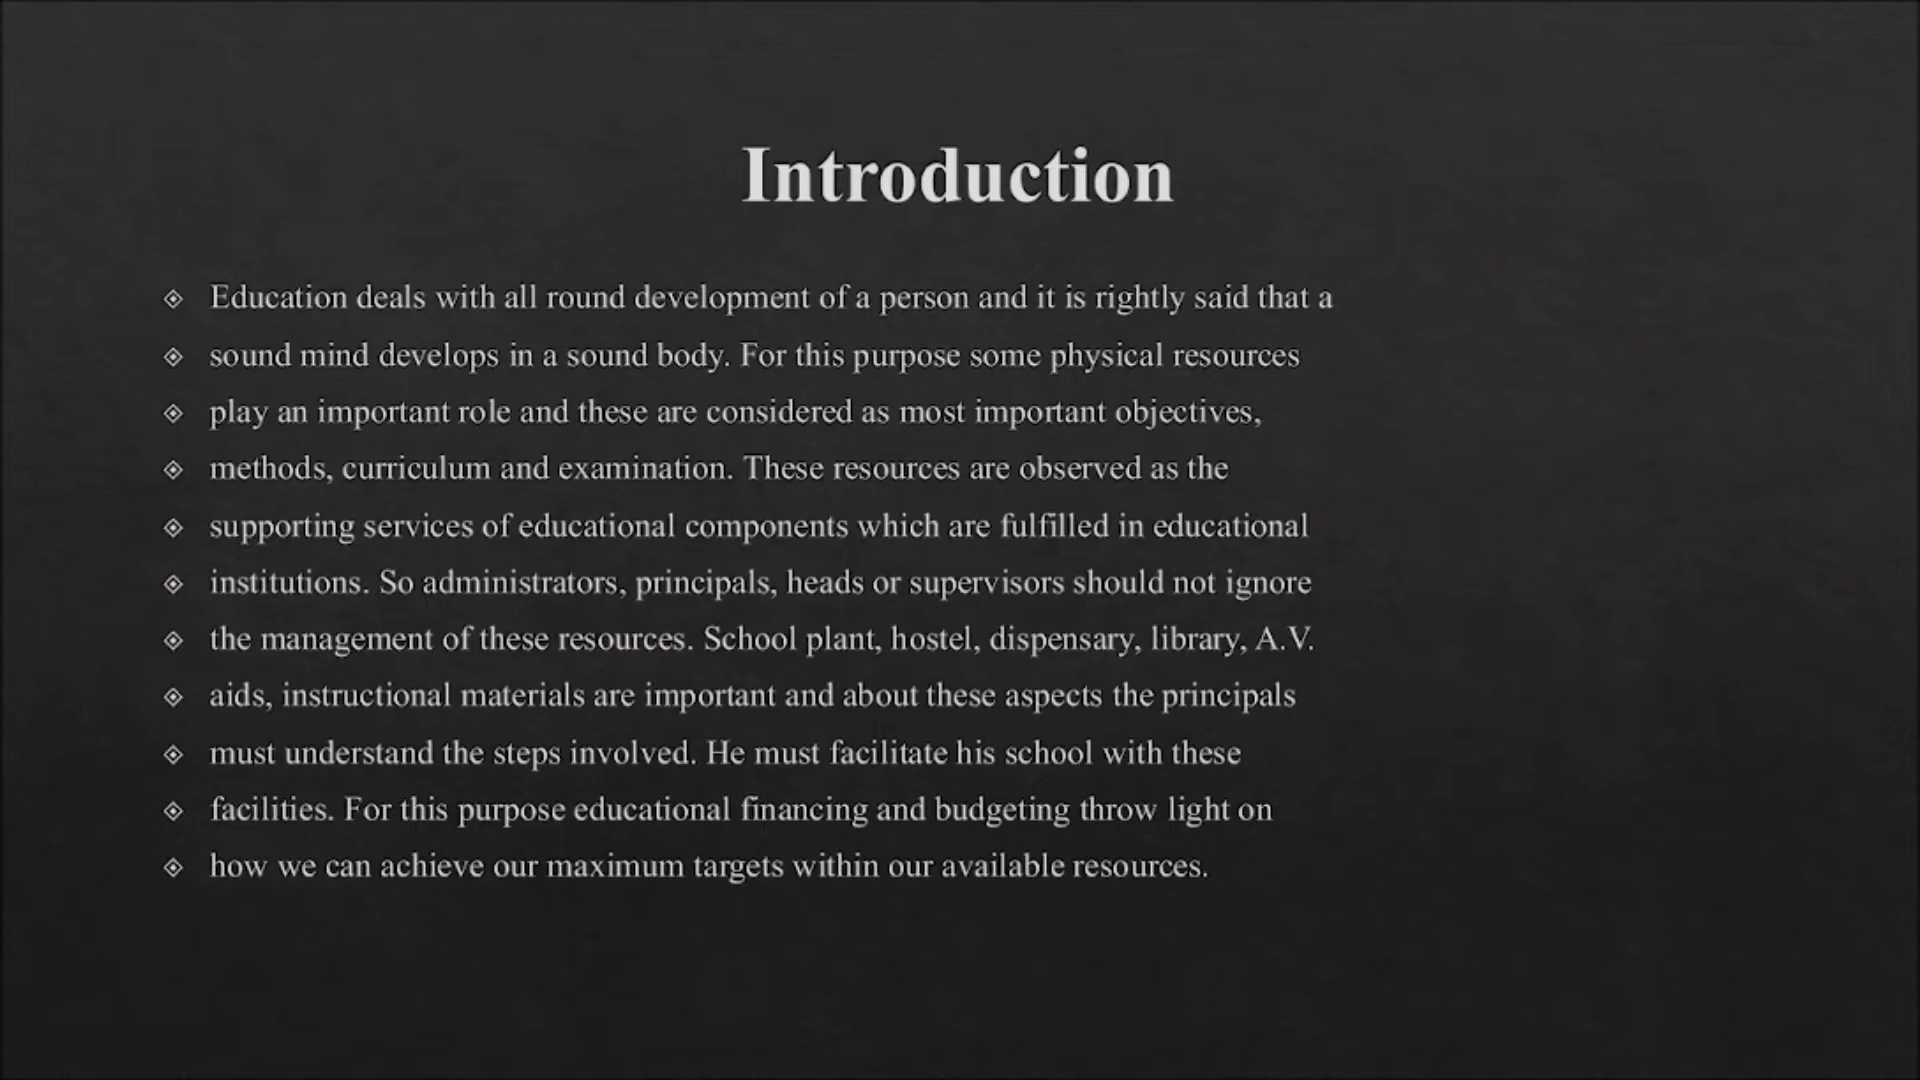 Introduction
Education deals with all round development of a person and it is rightly said that a
sound mind develops in a sound body. For this purpose some physical resources
play an important role and these are considered as most important objectives,
methods, curriculum and examination. These resources are observed as the
supporting services of educational components which are fulfilled in educational
institutions. So administrators, principals, heads or supervisors should not ignore
the management of these resources. School plant, hostel, dispensary, library, A.V.
aids, instructional materials are important and about these aspects the principals
must understand the steps involved. He must facilitate his school with these
facilities. For this purpose educational financing and budgeting throw light on
how we can achieve our maximum targets within our available resources.